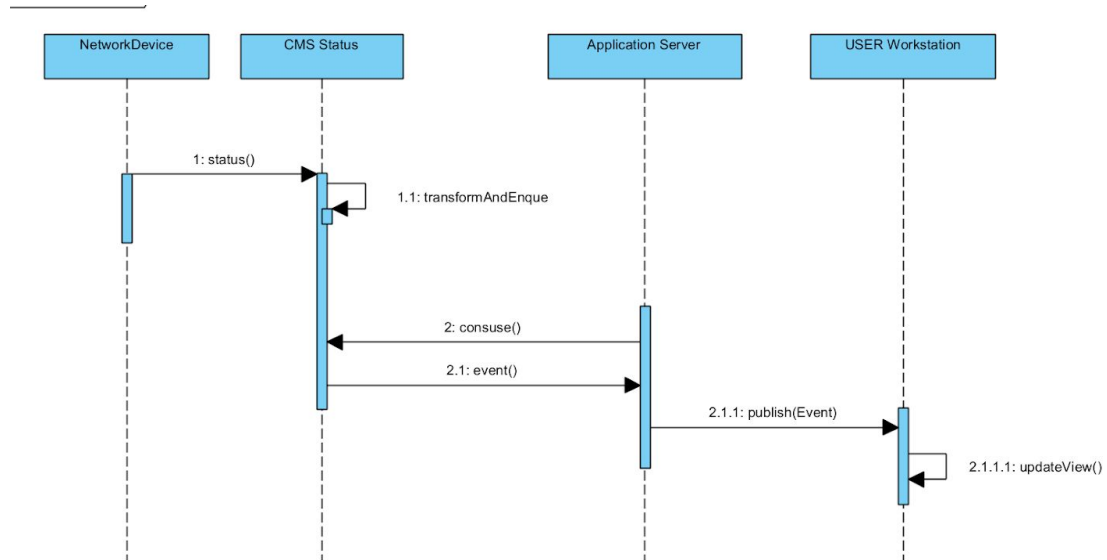 NetworkDevice
CMS Status
Application Server
USER Workstation
1: status()
1.1: transformAndEnque
2: consuse()
2.1: event()
2.1.1: publish(Event)
2.1.1.1: updateView()